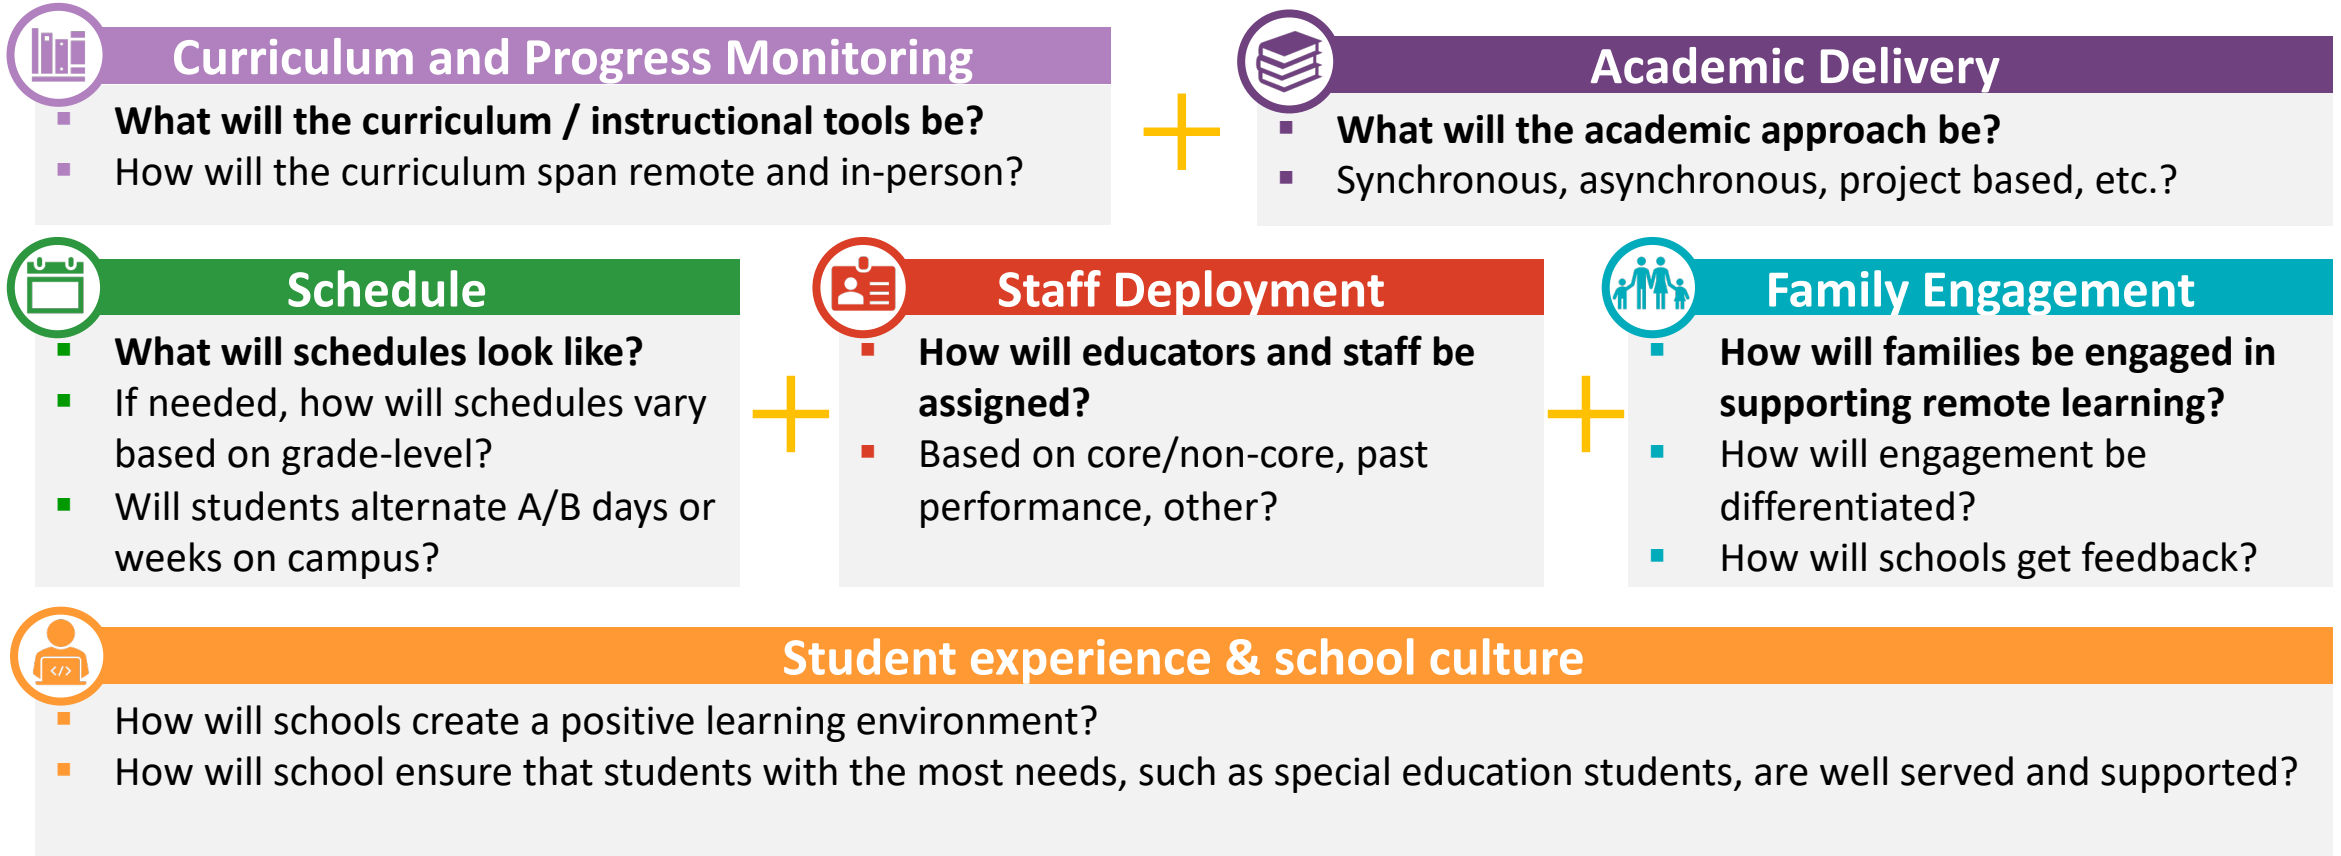 Curriculum and Progress Monitoring
What will the curriculum / instructional tools be?
How will the curriculum span remote and in-person?
Academic Delivery
What will the academic approach be?
Synchronous, asynchronous, project based, etc.?
Schedule
What will schedules look like?
If needed, how will schedules vary
based on grade-level?
Will students alternate A/B days or
weeks on campus?
Staff Deployment
How will educators and staff be
assigned?
Based on core/non-core, past
performance, other?
Family Engagement
How will families be engaged in
supporting remote learning?
How will engagement be
differentiated?
How will schools get feedback?
Student experience & school culture
</>
How will schools create a positive learning environment?
How will school ensure that students with the most needs, such as special education students, are well served and supported?